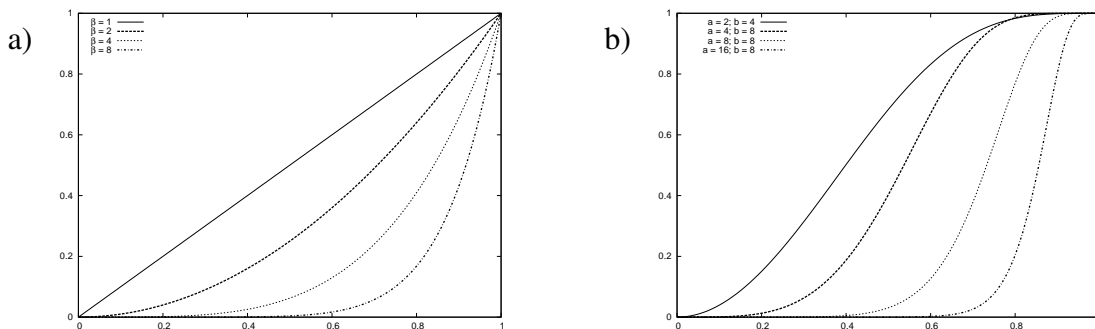 a)
1
0.8
0.6
0.4
0.2
0
0 0.2 0.4 0.6 0.8 1
β = 1
β = 2
β = 4
β = 8
b)
1
0.8
0.6
0.4
0.2
0
0 0.2 0.4 0.6 0.8
a = 2; b = 4
a = 4; b = 8
a = 8; b = 8
a = 16; b = 8